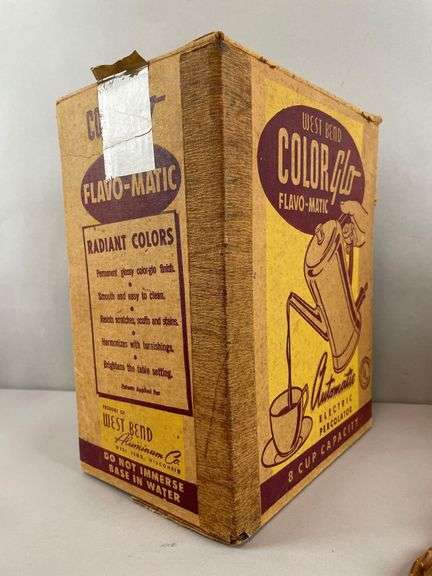 FLAVO-MATIC
RADIANT COLORS
Permanent glossy color-glo finish.
Smooth and easy to clean.
Resists scratches, scuffs and stains.
Harmonizes with furnishings.
Brightens the table setting.
Patents Applied For
PRODUCT OF
WEST BEND
Aluminum Co.
WEST BEND, WISCONSIN
DO NOT IMMERSE
BASE IN WATER
WEST BEND
COLOR glo
FLAVO-MATIC
Automatic
ELECTRIC
PERCOLATOR
8 CUP CAPACITY